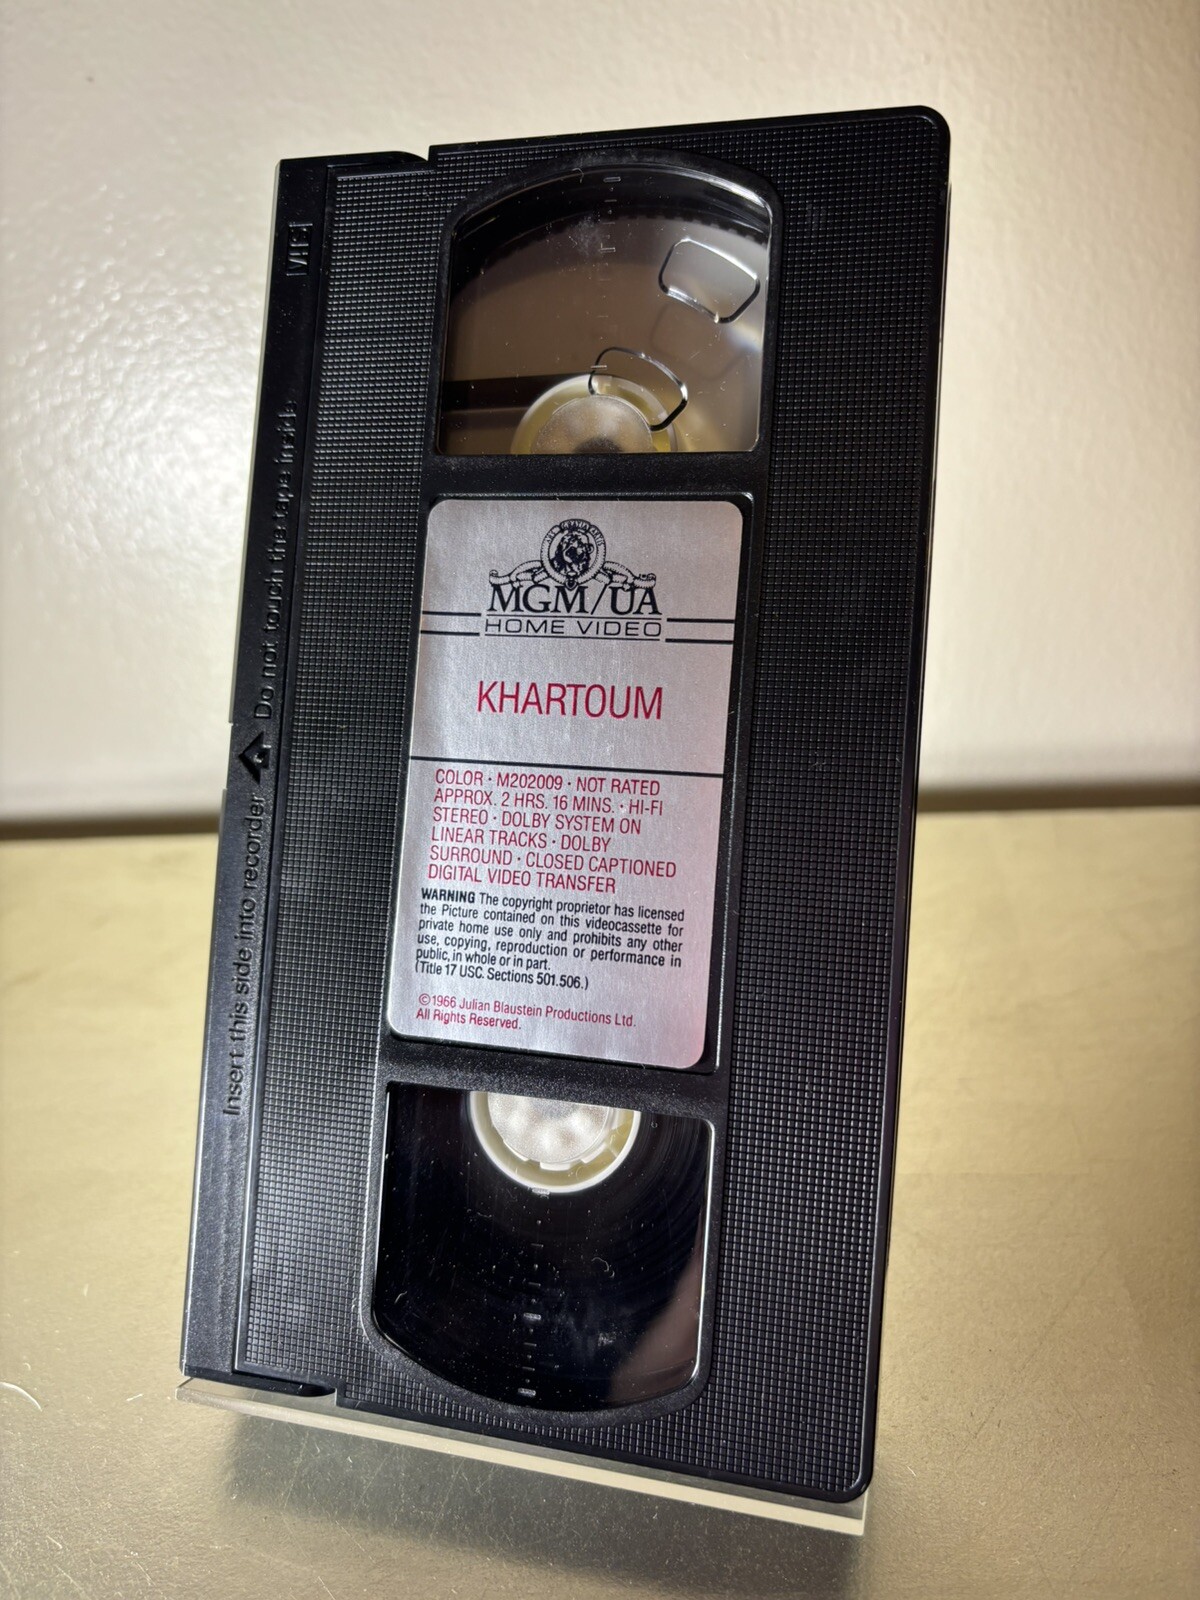 VHS
Do not touch the tape inside
Insert this side into recorder
ARS GRATIA ARTIS
MGM/UA
HOME VIDEO
KHARTOUM
COLOR · M202009 · NOT RATED
APPROX. 2 HRS. 16 MINS. · HI-FI
STEREO · DOLBY SYSTEM ON
LINEAR TRACKS · DOLBY
SURROUND · CLOSED CAPTIONED
DIGITAL VIDEO TRANSFER
WARNING The copyright proprietor has licensed
the Picture contained on this videocassette for
private home use only and prohibits any other
use, copying, reproduction or performance in
public, in whole or in part.
(Title 17 USC. Sections 501.506.)
©1966 Julian Blaustein Productions Ltd.
All Rights Reserved.